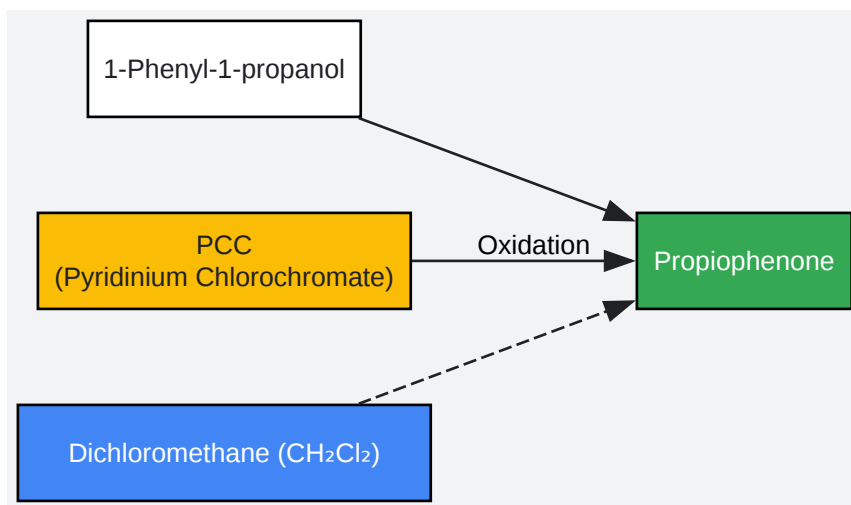 1-Phenyl-1-propanol
PCC
(Pyridinium Chlorochromate)
Oxidation
Propiophenone
Dichloromethane (CH₂Cl₂)